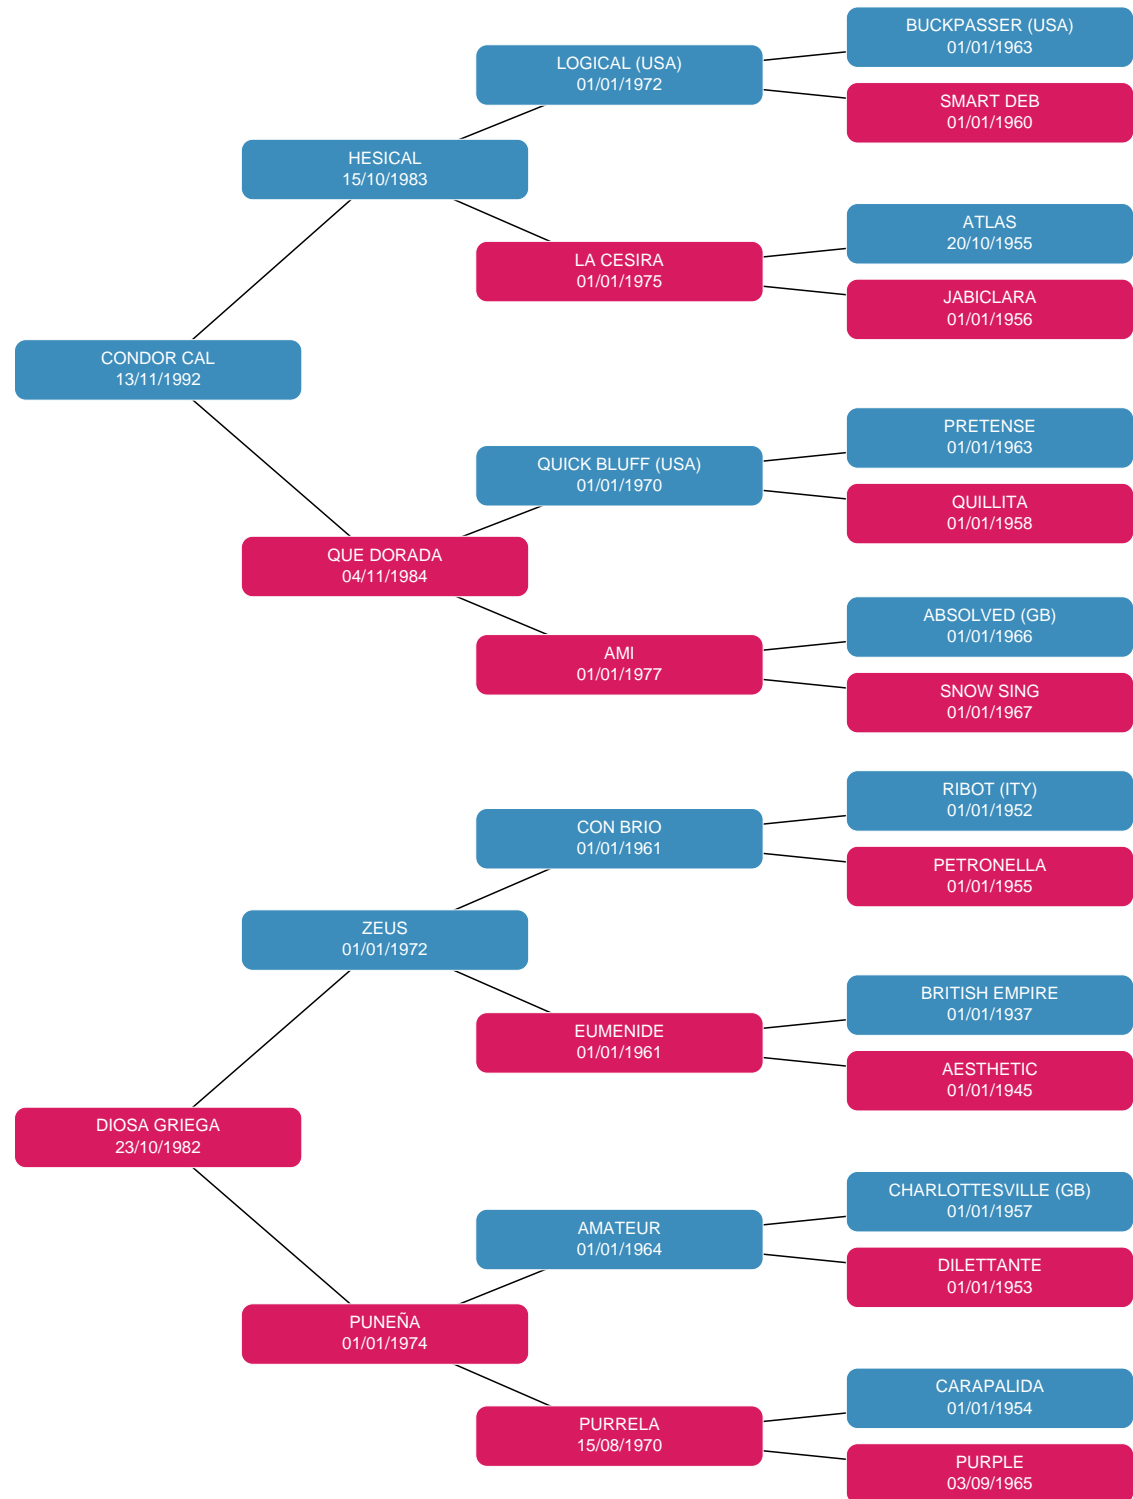 BUCKPASSER (USA)
01/01/1963
LOGICAL (USA)
01/01/1972
SMART DEB
01/01/1960
HESICAL
15/10/1983
ATLAS
20/10/1955
LA CESIRA
01/01/1975
JABICLARA
01/01/1956
CONDOR CAL
13/11/1992
PRETENSE
01/01/1963
QUICK BLUFF (USA)
01/01/1970
QUILLITA
01/01/1958
QUE DORADA
04/11/1984
ABSOLVED (GB)
01/01/1966
AMI
01/01/1977
SNOW SING
01/01/1967
RIBOT (ITY)
01/01/1952
CON BRIO
01/01/1961
PETRONELLA
01/01/1955
ZEUS
01/01/1972
BRITISH EMPIRE
01/01/1937
EUMENIDE
01/01/1961
AESTHETIC
01/01/1945
DIOSA GRIEGA
23/10/1982
CHARLOTTESVILLE (GB)
01/01/1957
AMATEUR
01/01/1964
DILETTANTE
01/01/1953
PUNEÑA
01/01/1974
CARAPALIDA
01/01/1954
PURRELA
15/08/1970
PURPLE
03/09/1965